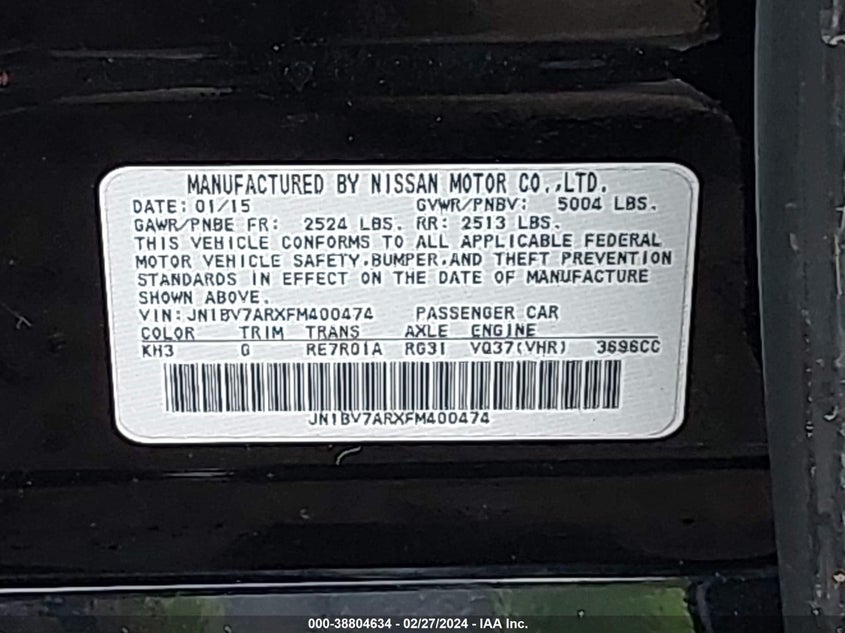 MANUFACTURED BY NISSAN MOTOR CO.,LTD.
DATE: 01/15 GVWR/PNBV: 5004 LBS.
GAWR/PNBE FR: 2524 LBS. RR: 2513 LBS.
THIS VEHICLE CONFORMS TO ALL APPLICABLE FEDERAL
MOTOR VEHICLE SAFETY,BUMPER,AND THEFT PREVENTION
STANDARDS IN EFFECT ON THE DATE OF MANUFACTURE
SHOWN ABOVE.
VIN:JN1BV7ARXFM400474 PASSENGER CAR
COLOR TRIM TRANS AXLE ENGINE
KH3 G RE7R01A RG31 VQ37(VHR) 3696CC
JN1BV7ARXFM400474
000-38804634 - 02/27/2024 - IAA Inc.